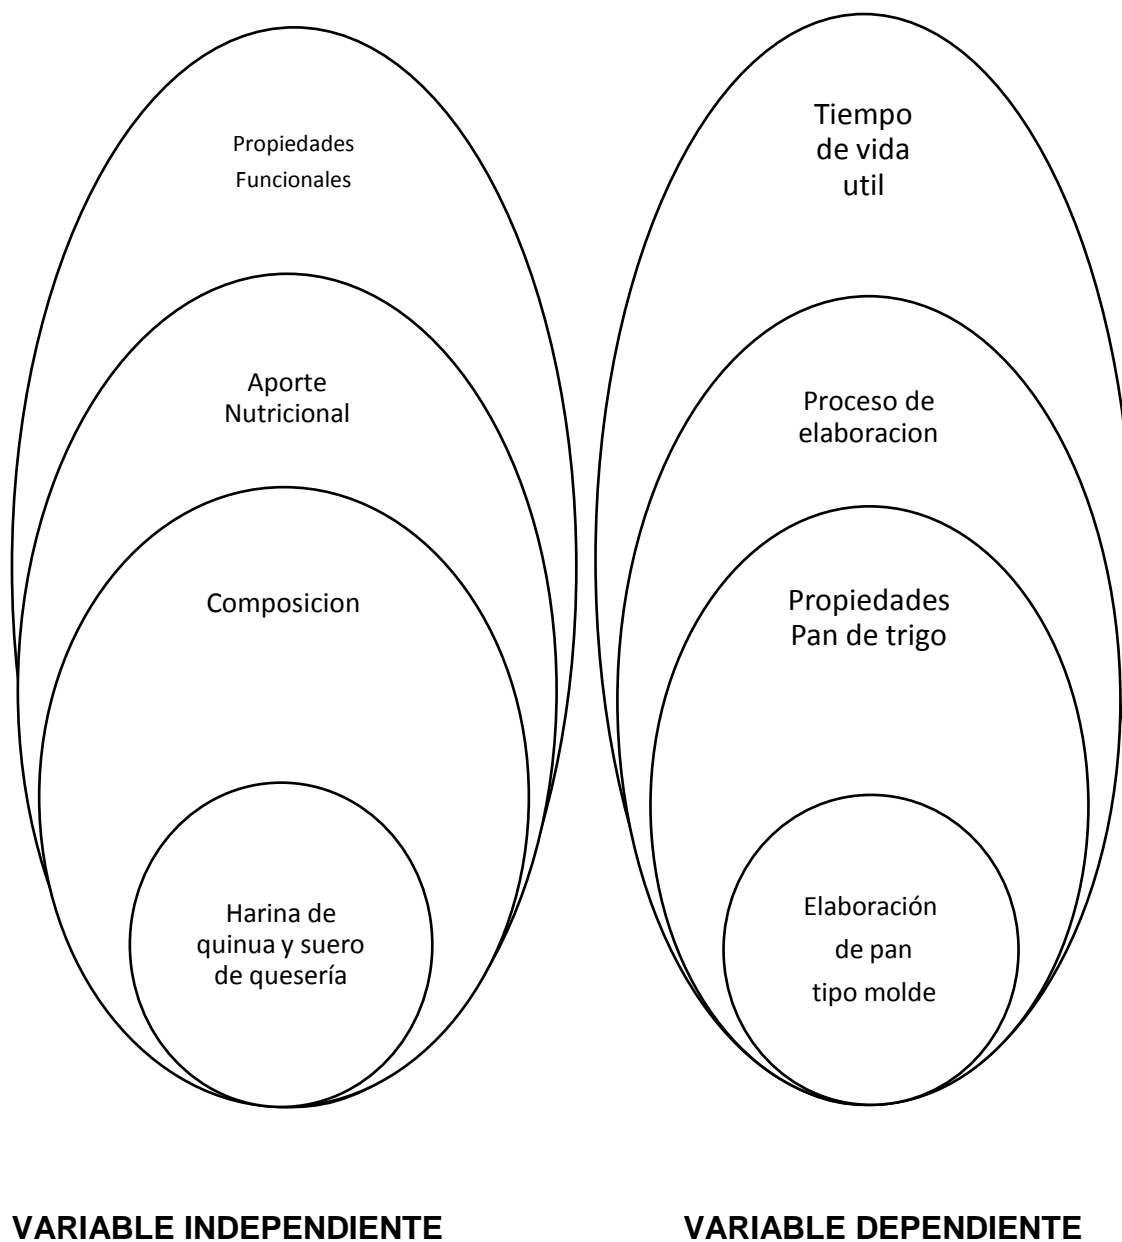 Propiedades
Funcionales
Aporte
Nutricional
Composicion
Harina de
quinua y suero
de quesería
Tiempo
de vida
util
Proceso de
elaboracion
Propiedades
Pan de trigo
Elaboración
de pan
tipo molde
VARIABLE INDEPENDIENTE
VARIABLE DEPENDIENTE